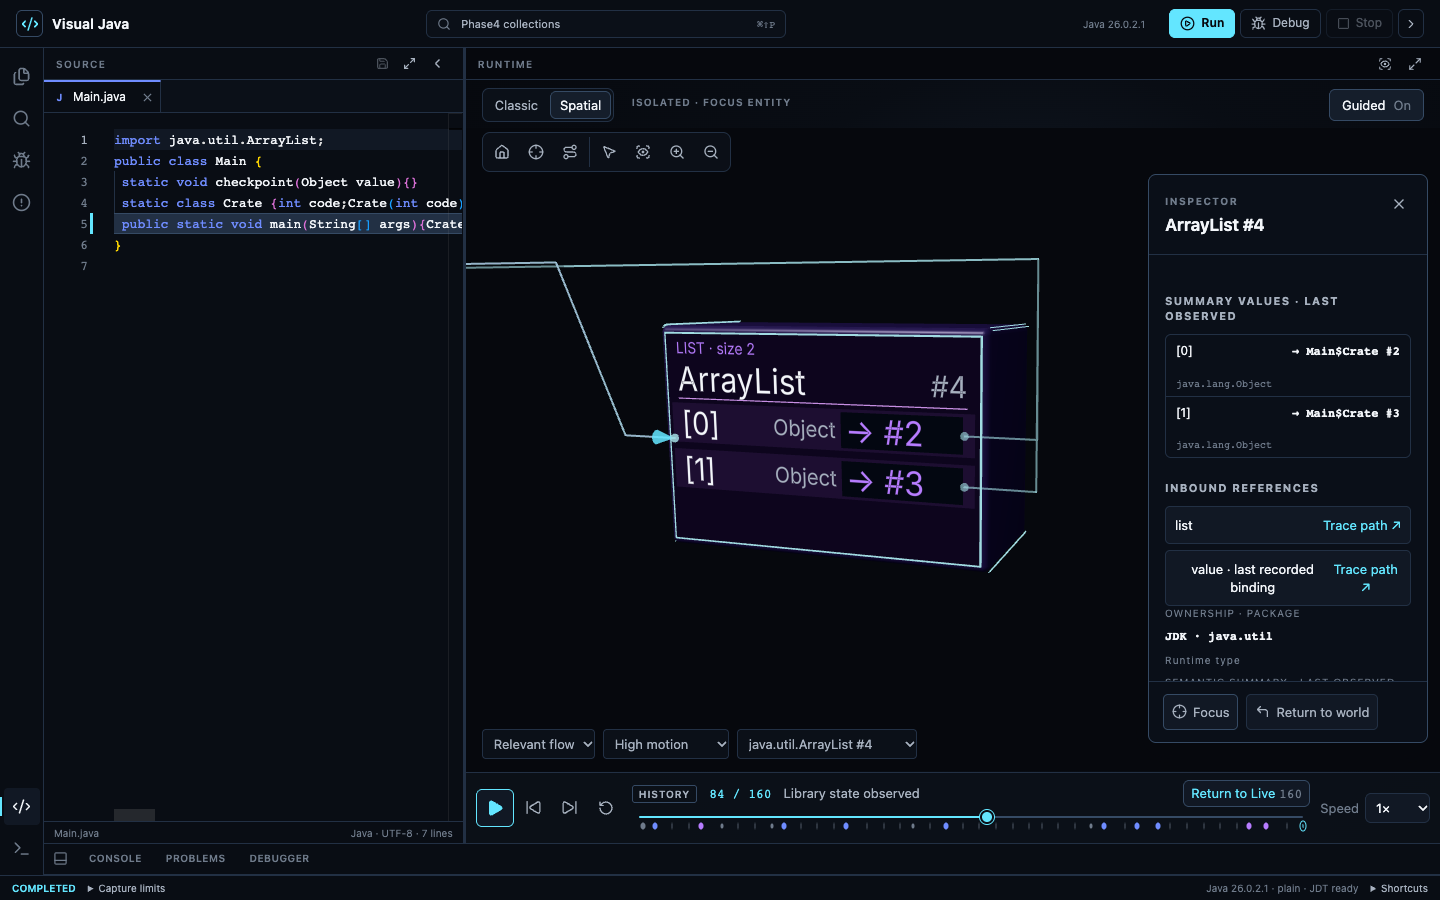 Visual Java
Phase4 collections
⌘⇧P
Java 26.0.2.1
Run
Debug
Stop
SOURCE
RUNTIME
J Main.java
Classic
Spatial
ISOLATED · FOCUS ENTITY
Guided On
1 import java.util.ArrayList;
2 public class Main {
3 static void checkpoint(Object value){}
4 static class Crate {int code;Crate(int code)
5 public static void main(String[] args){Crate
6 }
7
LIST · size 2
ArrayList #4
[0] Object → #2
[1] Object → #3
INSPECTOR
ArrayList #4
SUMMARY VALUES · LAST
OBSERVED
[0] → Main$Crate #2
java.lang.Object
[1] → Main$Crate #3
java.lang.Object
INBOUND REFERENCES
list Trace path ↗
value · last recorded
binding
Trace path
↗
OWNERSHIP · PACKAGE
JDK · java.util
Runtime type
SEMANTIC SUMMARY · LAST OBSERVED
Focus
Return to world
Relevant flow
High motion
java.util.ArrayList #4
HISTORY
84 / 160
Library state observed
Return to Live 160
Speed
1×
Main.java
Java · UTF-8 · 7 lines
CONSOLE
PROBLEMS
DEBUGGER
COMPLETED
Capture limits
Java 26.0.2.1 · plain · JDT ready
Shortcuts